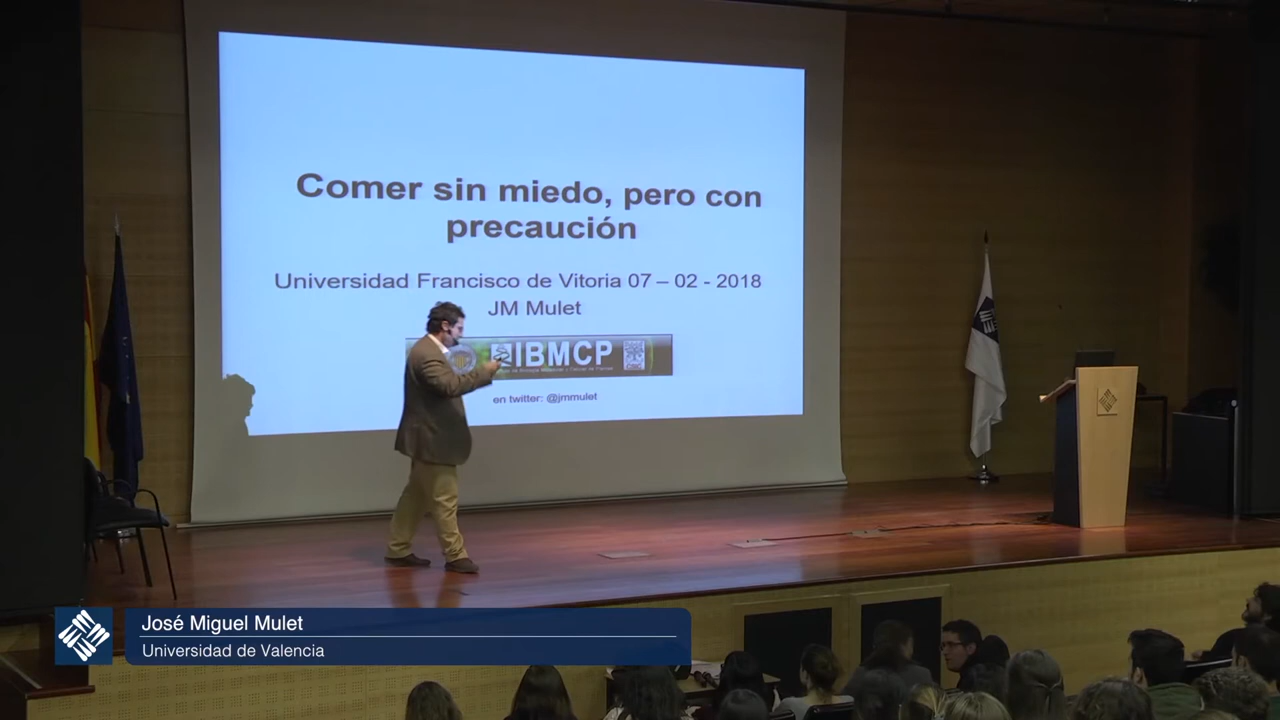 Comer sin miedo, pero con
precaución
Universidad Francisco de Vitoria 07 – 02 - 2018
JM Mulet
IBMCP
CSIC
en twitter: @jmmulet
José Miguel Mulet
Universidad de Valencia